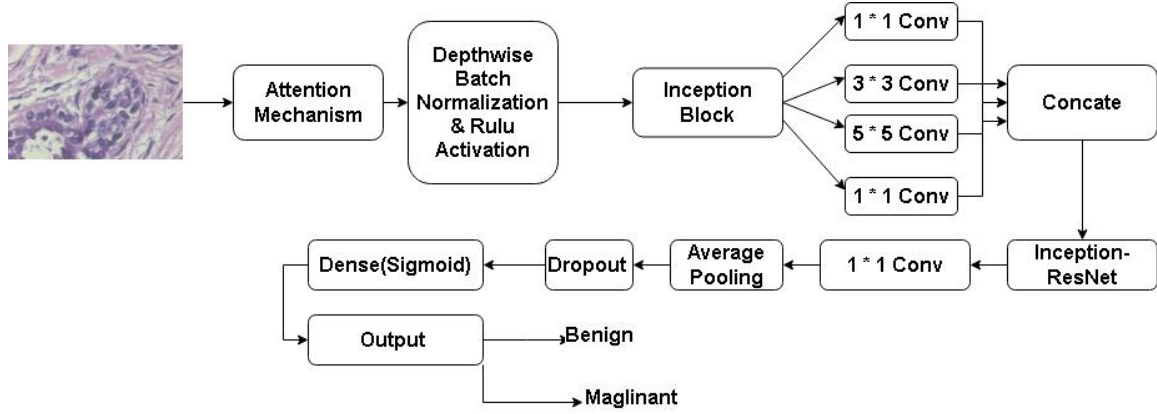 Attention
Mechanism
Depthwise
Batch
Normalization
& Rulu
Activation
Inception
Block
1 * 1 Conv
3 * 3 Conv
5 * 5 Conv
1 * 1 Conv
Concate
Inception-
ResNet
1 * 1 Conv
Average
Pooling
Dropout
Dense(Sigmoid)
Output
Benign
Maglinant